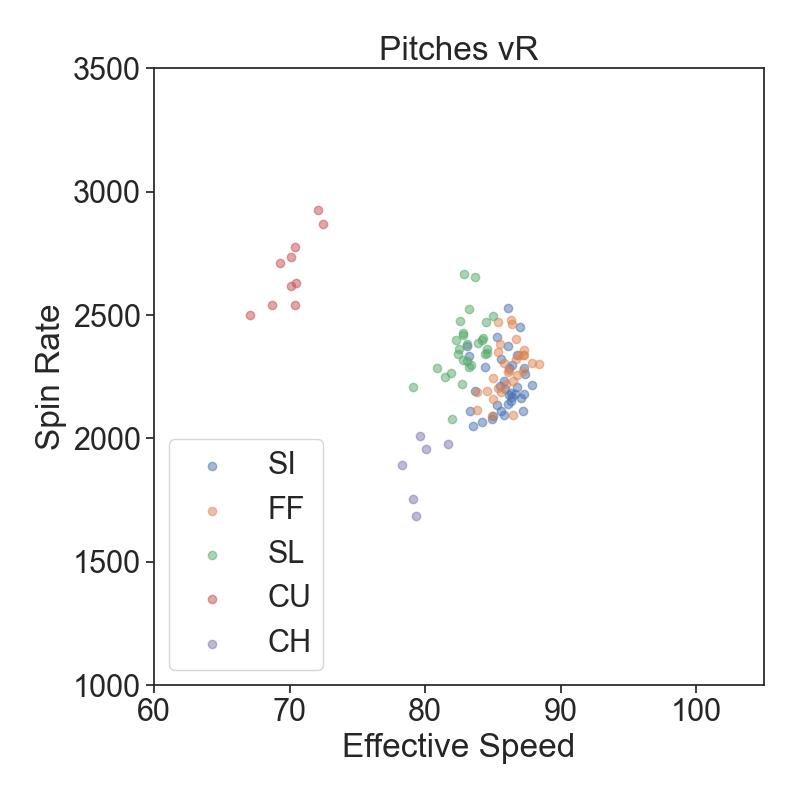 Pitches vR
3500
3000
2500
2000
1500
1000
Spin Rate
SI
FF
SL
CU
CH
60 70 80 90 100
Effective Speed